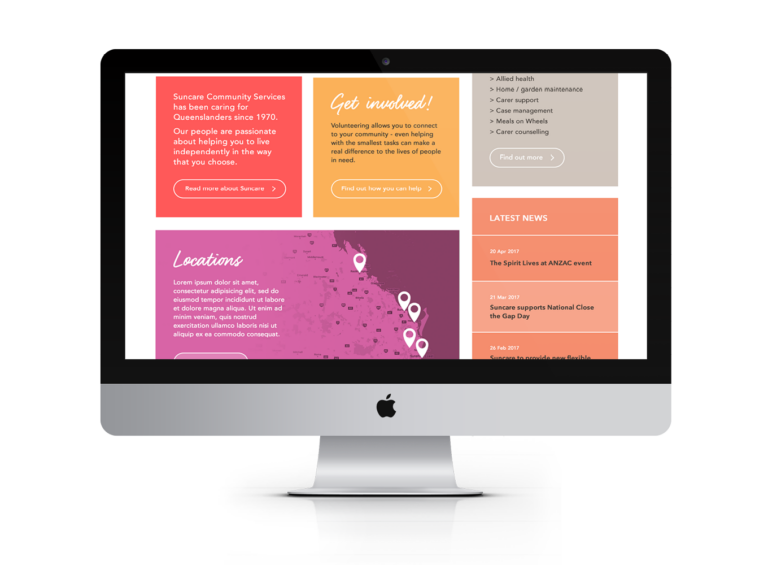 Suncare Community Services
has been caring for
Queenslanders since 1970.
Our people are passionate
about helping you to live
independently in the way
that you choose.
Read more about Suncare >
Get involved!
Volunteering allows you to connect
to your community - even helping
with the smallest tasks can make a
real difference to the lives of people
in need.
Find out how you can help >
> Allied health
> Home / garden maintenance
> Carer support
> Case management
> Meals on Wheels
> Carer counselling
Find out more >
Locations
Lorem ipsum dolor sit amet,
consectetur adipisicing elit, sed do
eiusmod tempor incididunt ut labore
et dolore magna aliqua. Ut enim ad
minim veniam, quis nostrud
exercitation ullamco laboris nisi ut
aliquip ex ea commodo consequat.
LATEST NEWS
20 Apr 2017
The Spirit Lives at ANZAC event
21 Mar 2017
Suncare supports National Close
the Gap Day
26 Feb 2017
Suncare to provide new flexible